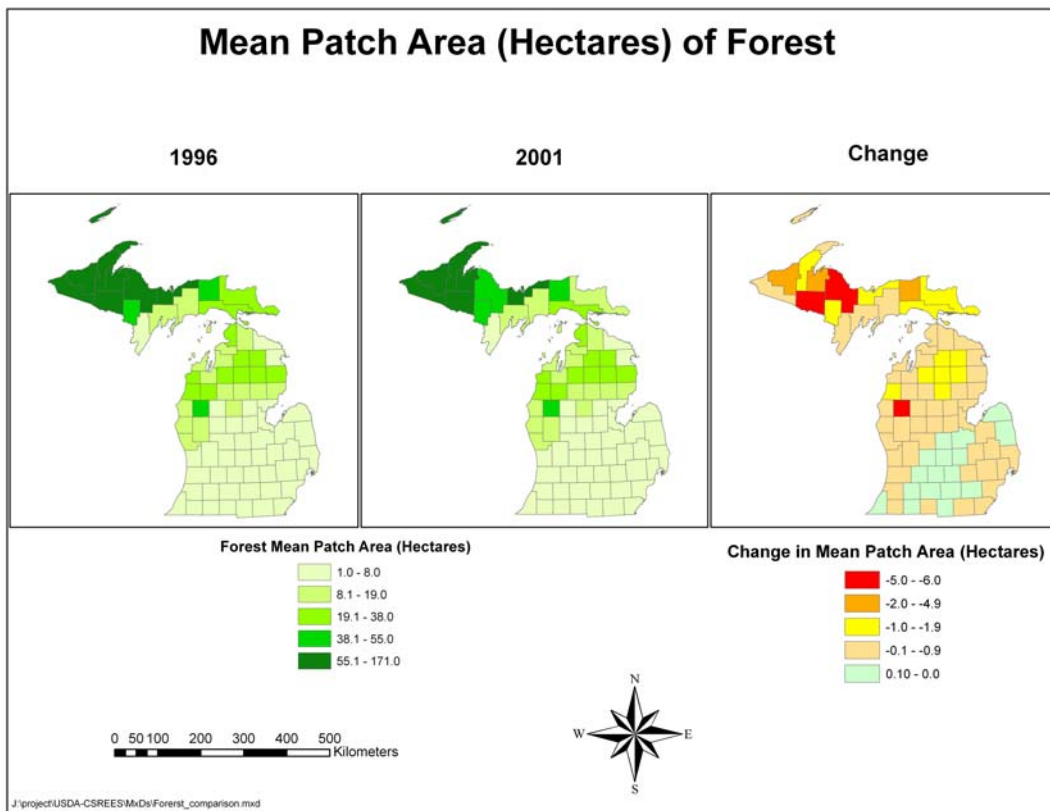 Mean Patch Area (Hectares) of Forest
1996
2001
Change
Forest Mean Patch Area (Hectares)
1.0 - 8.0
8.1 - 19.0
19.1 - 38.0
38.1 - 55.0
55.1 - 171.0
Change in Mean Patch Area (Hectares)
-5.0 - -6.0
-2.0 - -4.9
-1.0 - -1.9
-0.1 - -0.9
0.10 - 0.0
N
W E
S
0 50 100 200 300 400 500
Kilometers
J:\project\USDA-CSREES\MxDs\Forerst_comparison.mxd